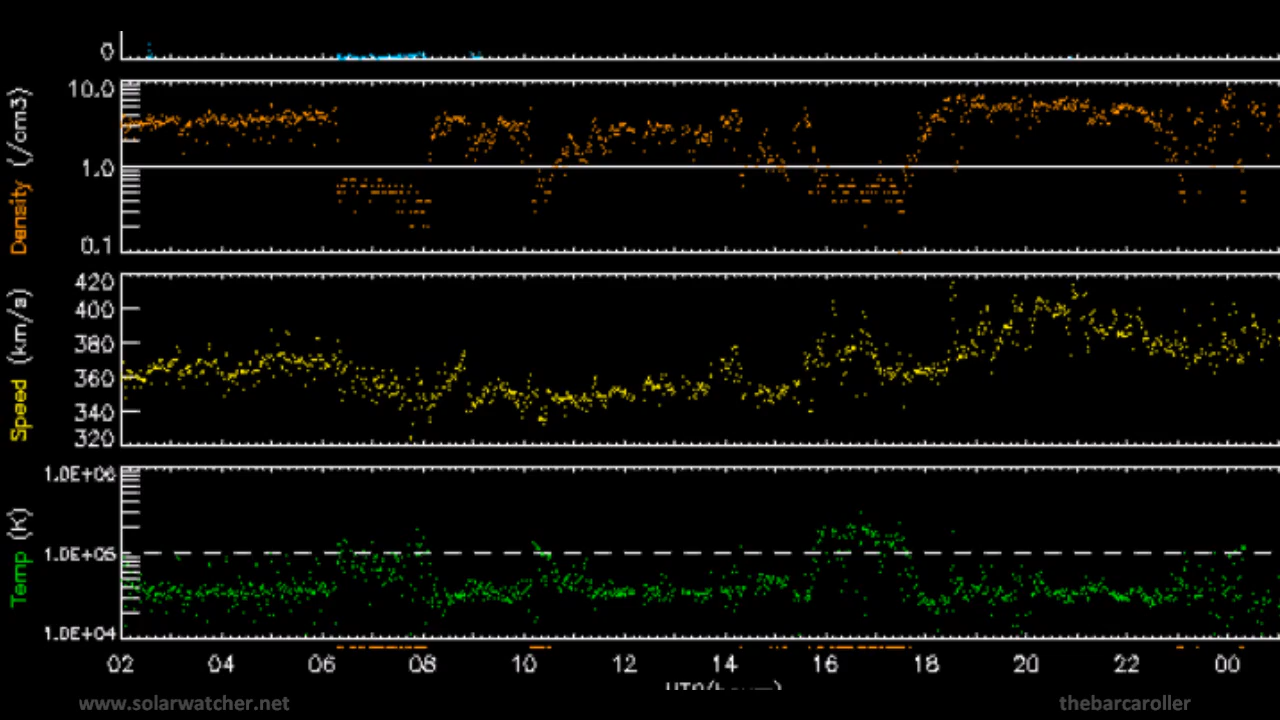 0
Density (/cm3)
10.0
1.0
0.1
Speed (km/s)
420
400
380
360
340
320
Temp (K)
1.0E+06
1.0E+05
1.0E+04
02 04 06 08 10 12 14 16 18 20 22 00
www.solarwatcher.net
thebarcaroller